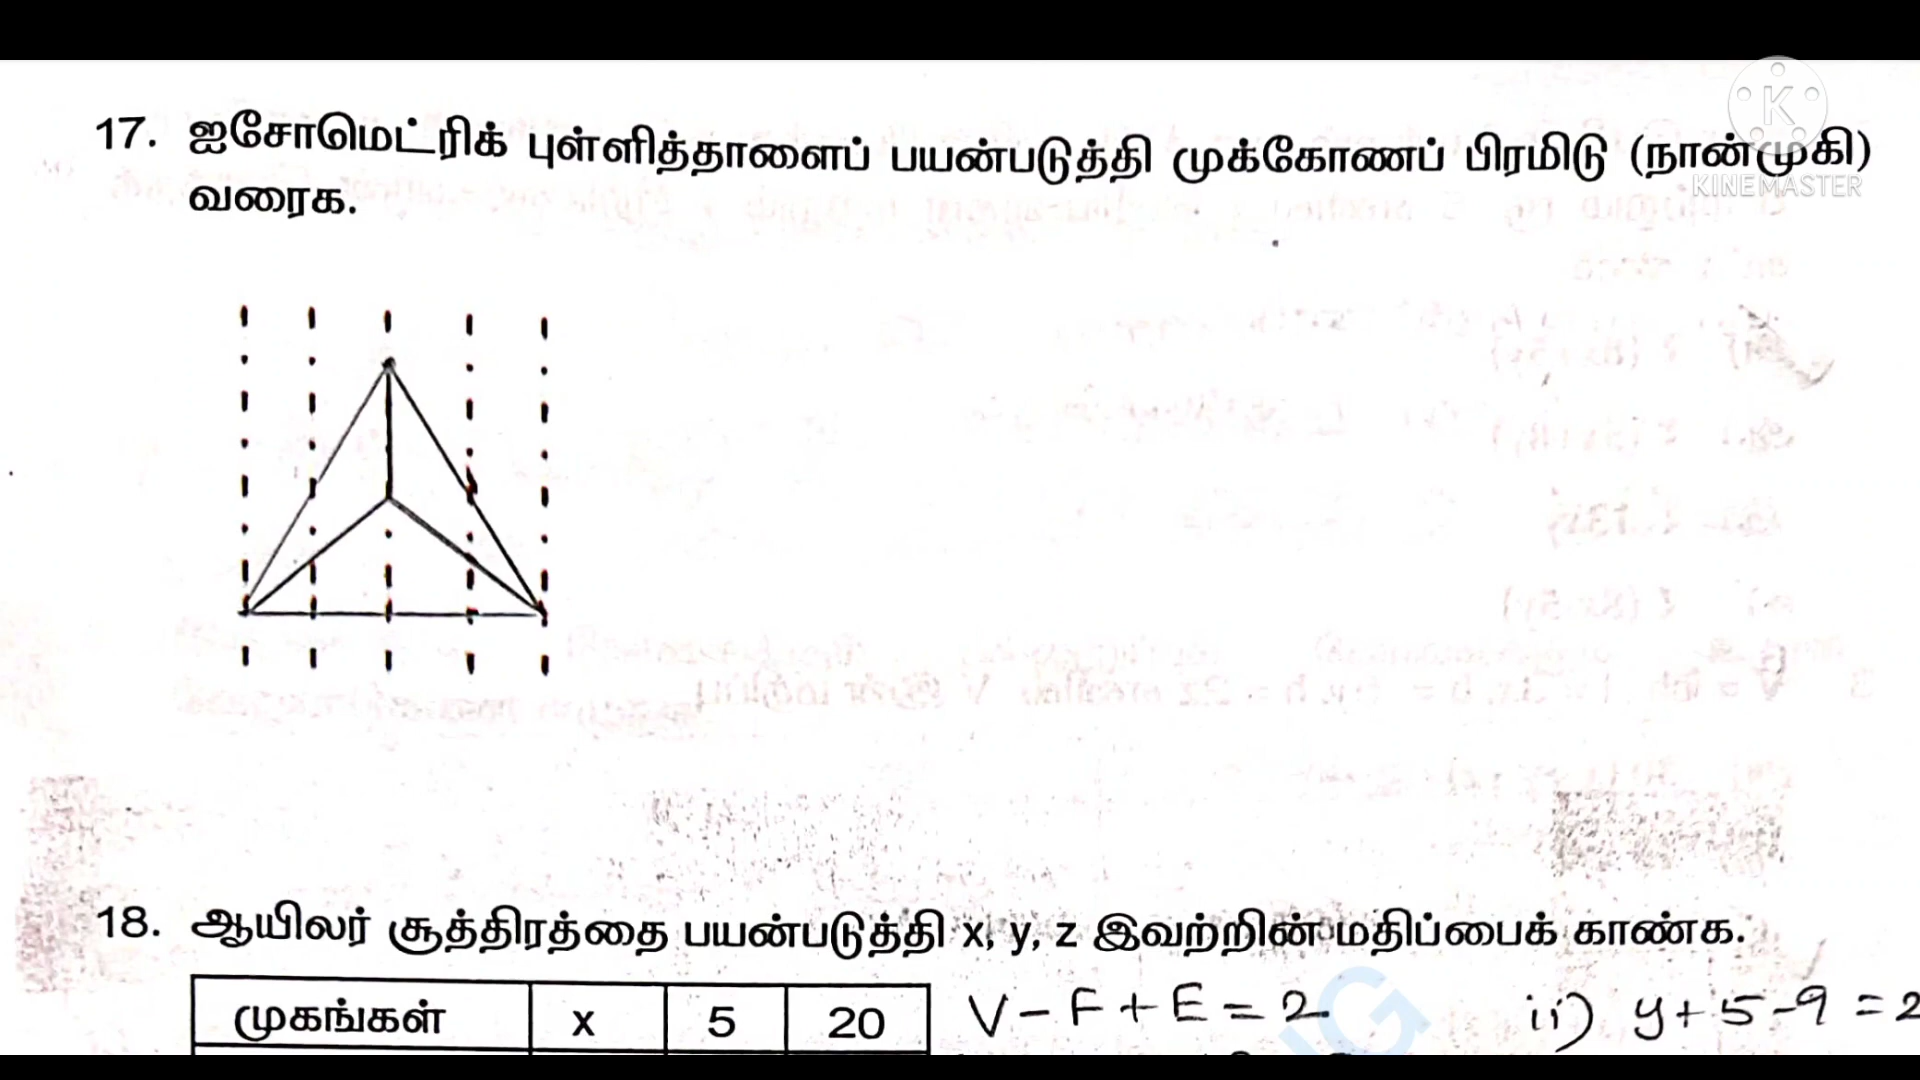 17. ஐசோமெட்ரிக் புள்ளித்தாளைப் பயன்படுத்தி முக்கோணப் பிரமிடு (நான்முகி)
வரைக.
K
KINEMASTER
18. ஆயிலர் சூத்திரத்தை பயன்படுத்தி x, y, z இவற்றின் மதிப்பைக் காண்க.
முகங்கள் x 5 20
V - F + E = 2
ii) y + 5 - 9 = 2